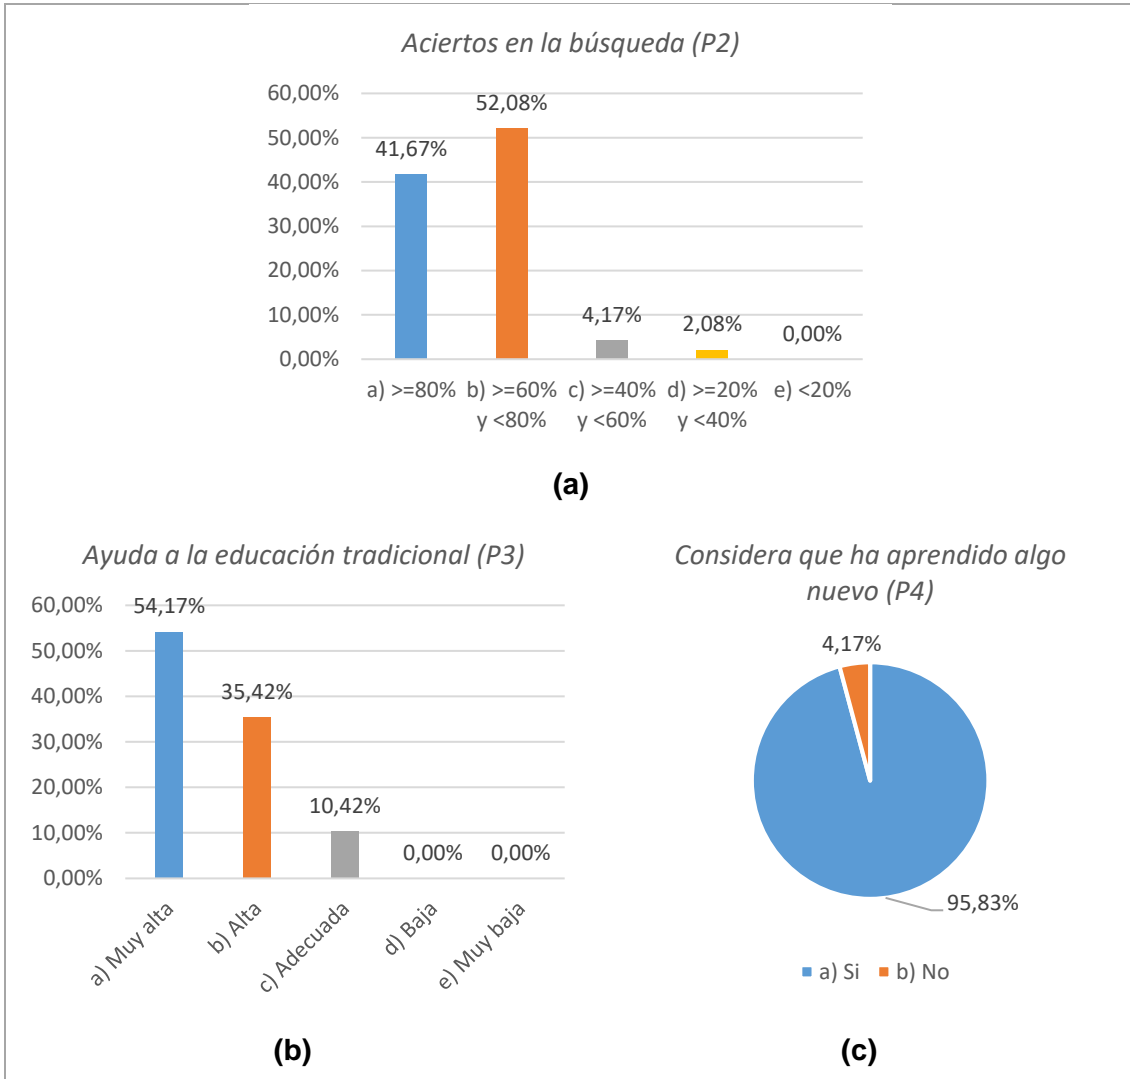 Aciertos en la búsqueda (P2)
60,00%
50,00%
40,00%
30,00%
20,00%
10,00%
0,00%
41,67%
52,08%
4,17%
2,08%
0,00%
a) >=80%
b) >=60%
y <80%
c) >=40%
y <60%
d) >=20%
y <40%
e) <20%
(a)
Ayuda a la educación tradicional (P3)
60,00%
50,00%
40,00%
30,00%
20,00%
10,00%
0,00%
54,17%
35,42%
10,42%
0,00%
0,00%
a) Muy alta
b) Alta
c) Adecuada
d) Baja
e) Muy baja
(b)
Considera que ha aprendido algo
nuevo (P4)
4,17%
95,83%
a) Si
b) No
(c)